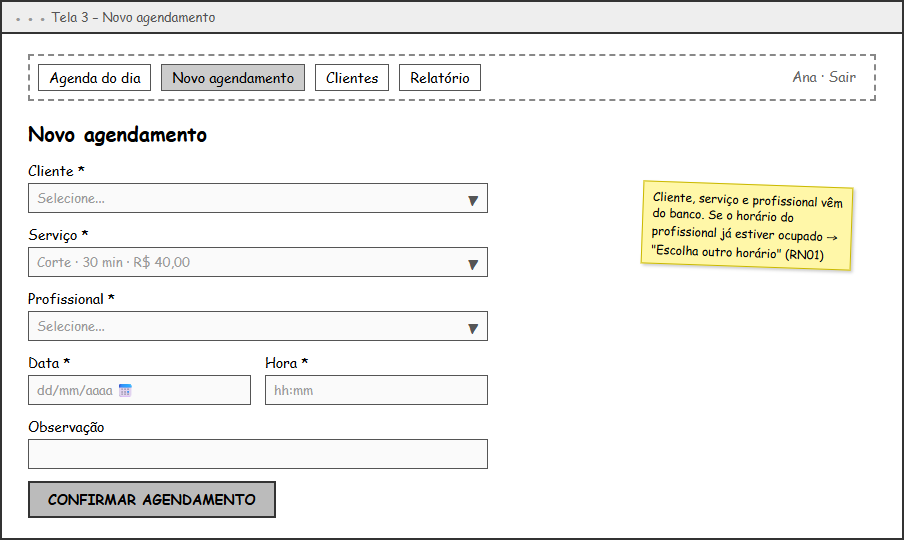 Tela 3 – Novo agendamento
Agenda do dia
Novo agendamento
Clientes
Relatório
Ana · Sair
Novo agendamento
Cliente *
Selecione...
Serviço *
Corte · 30 min · R$ 40,00
Profissional *
Selecione...
Data *
Hora *
dd/mm/aaaa
hh:mm
Observação
CONFIRMAR AGENDAMENTO
Cliente, serviço e profissional vêm
do banco. Se o horário do
profissional já estiver ocupado →
"Escolha outro horário" (RN01)